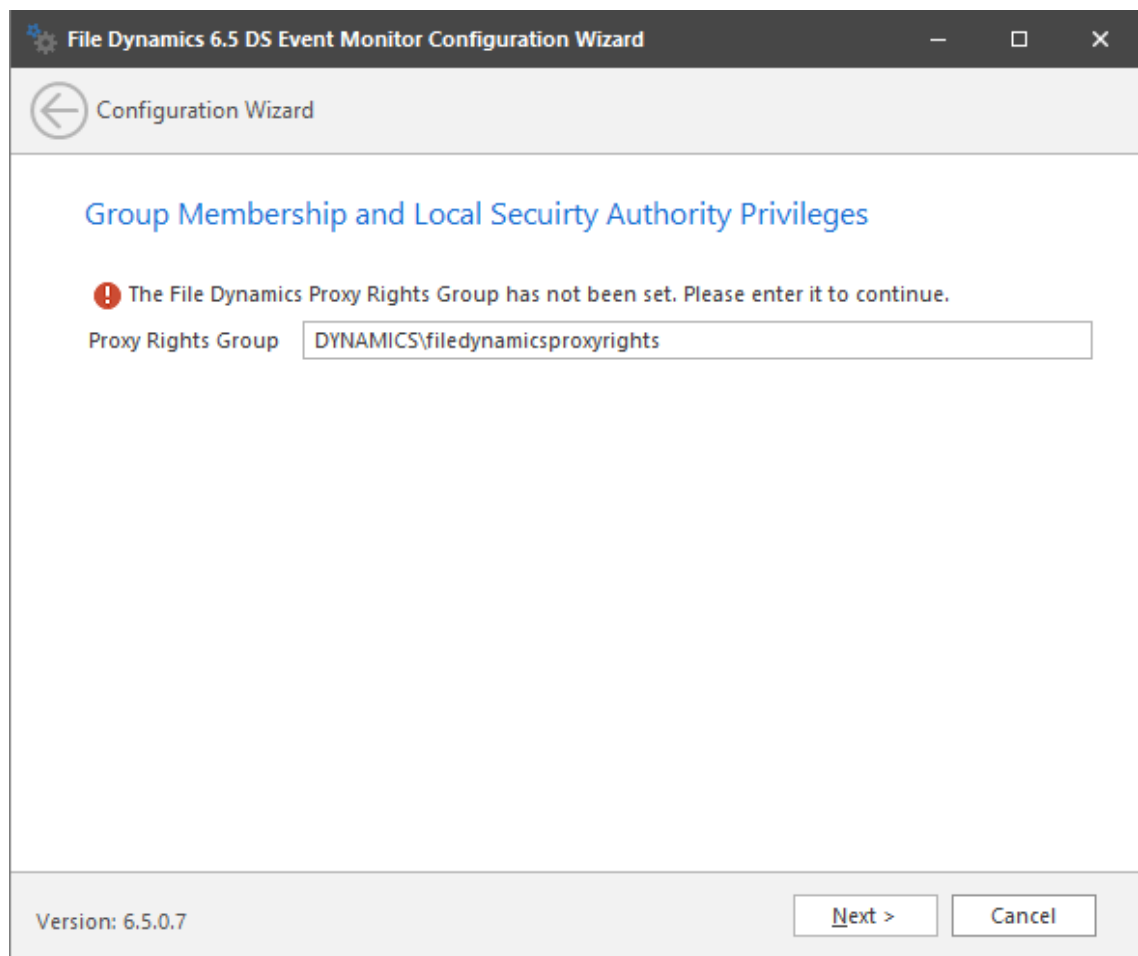 File Dynamics 6.5 DS Event Monitor Configuration Wizard
Configuration Wizard
Group Membership and Local Secuirty Authority Privileges
The File Dynamics Proxy Rights Group has not been set. Please enter it to continue.
Proxy Rights Group DYNAMICS\filedynamicsproxyrights
Version: 6.5.0.7 Next > Cancel